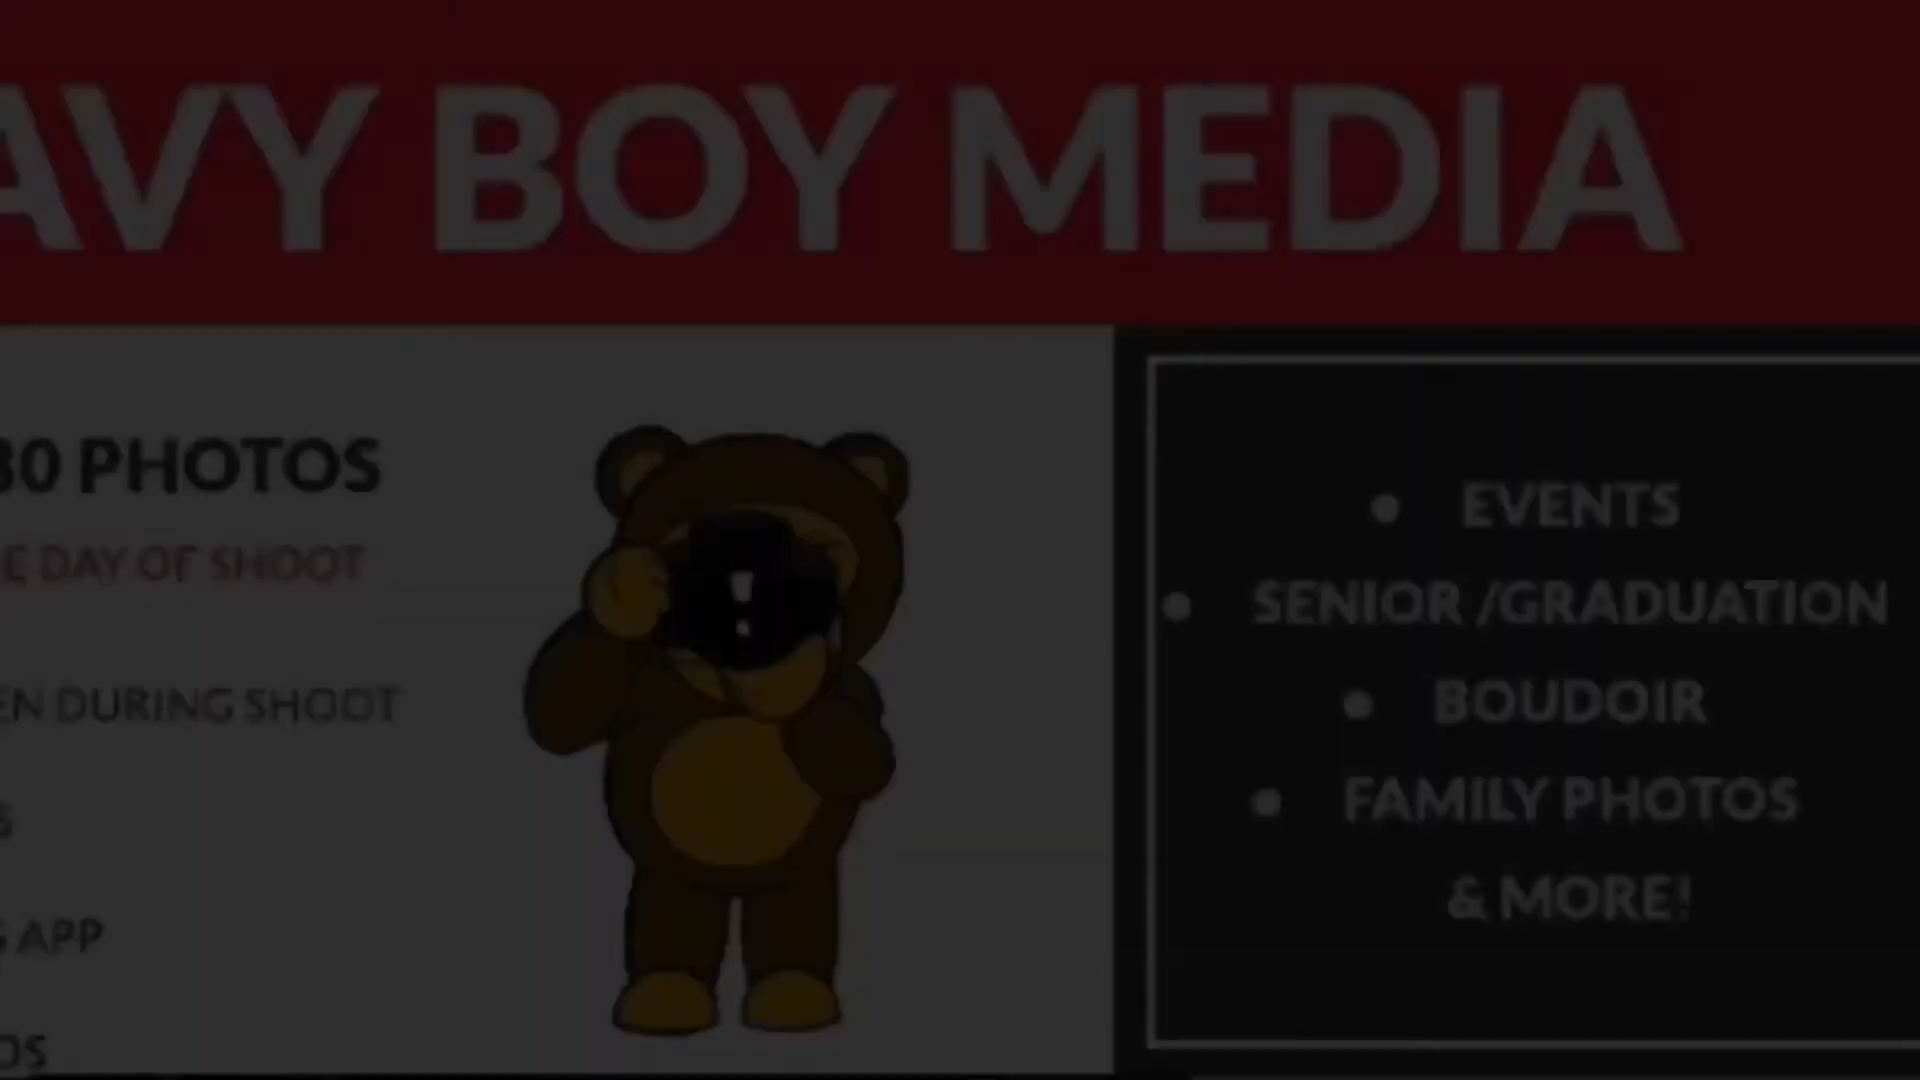 AVY BOY MEDIA
30 PHOTOS
E DAY OF SHOOT
EN DURING SHOOT
S
G APP
OS
EVENTS
SENIOR /GRADUATION
BOUDOIR
FAMILY PHOTOS
& MORE!